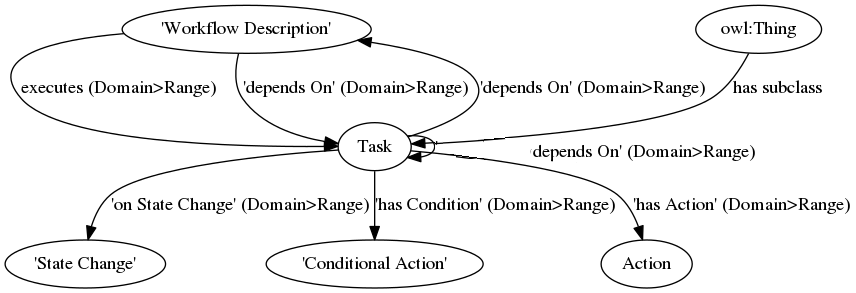 'Workflow Description'
owl:Thing
executes (Domain>Range)
'depends On' (Domain>Range)
'depends On' (Domain>Range)
has subclass
Task
'depends On' (Domain>Range)
'on State Change' (Domain>Range)
'has Condition' (Domain>Range)
'has Action' (Domain>Range)
'State Change'
'Conditional Action'
Action